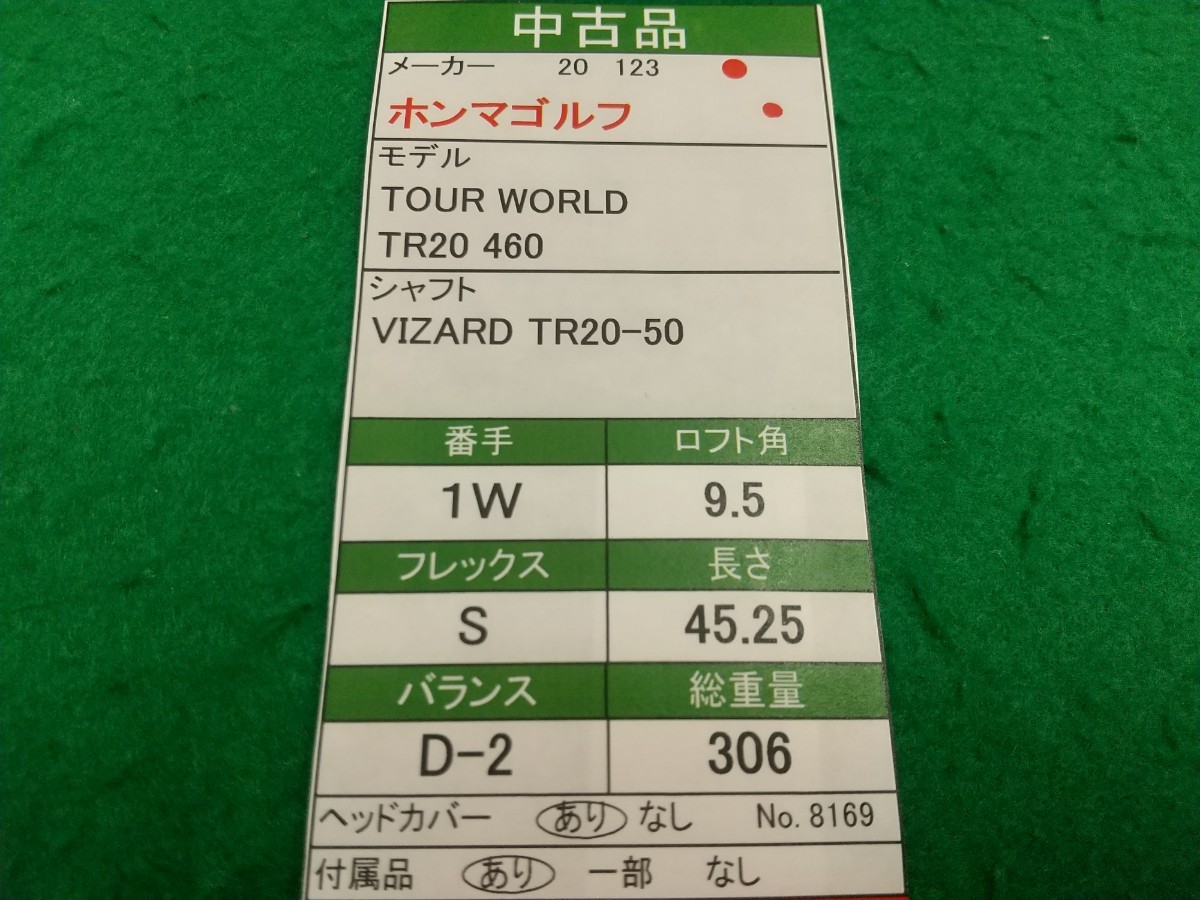 中古品
メーカー 20 123
ホンマゴルフ
モデル
TOUR WORLD
TR20 460
シャフト
VIZARD TR20-50
番手 ロフト角
1W 9.5
フレックス 長さ
S 45.25
バランス 総重量
D-2 306
ヘッドカバー あり なし No. 8169
付属品 あり 一部 なし